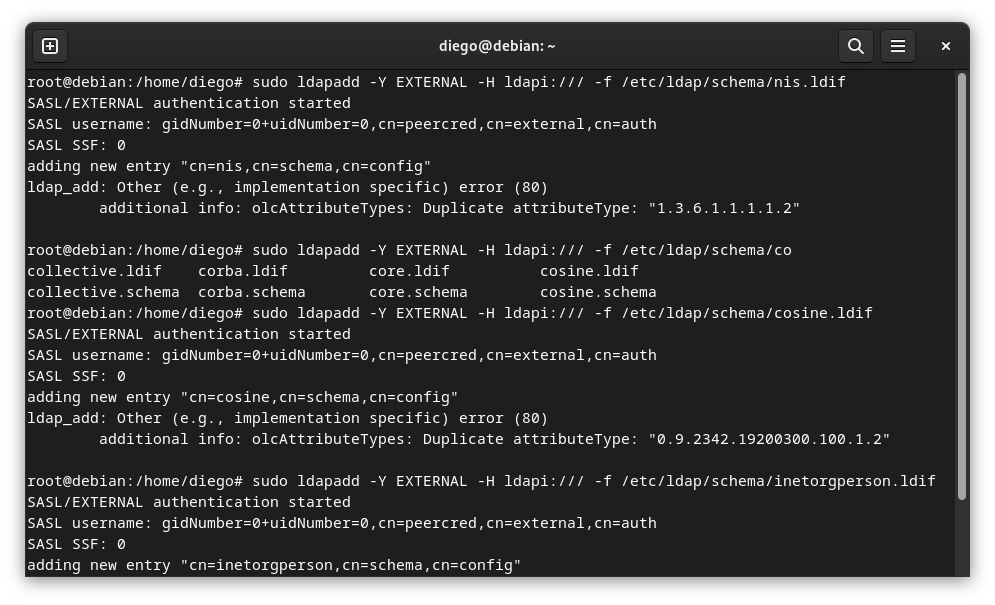 diego@debian: ~
root@debian:/home/diego# sudo ldapadd -Y EXTERNAL -H ldapi:/// -f /etc/ldap/schema/nis.ldif
SASL/EXTERNAL authentication started
SASL username: gidNumber=0+uidNumber=0,cn=peercred,cn=external,cn=auth
SASL SSF: 0
adding new entry "cn=nis,cn=schema,cn=config"
ldap_add: Other (e.g., implementation specific) error (80)
        additional info: olcAttributeTypes: Duplicate attributeType: "1.3.6.1.1.1.1.2"

root@debian:/home/diego# sudo ldapadd -Y EXTERNAL -H ldapi:/// -f /etc/ldap/schema/co
collective.ldif    corba.ldif         core.ldif          cosine.ldif
collective.schema  corba.schema       core.schema        cosine.schema
root@debian:/home/diego# sudo ldapadd -Y EXTERNAL -H ldapi:/// -f /etc/ldap/schema/cosine.ldif
SASL/EXTERNAL authentication started
SASL username: gidNumber=0+uidNumber=0,cn=peercred,cn=external,cn=auth
SASL SSF: 0
adding new entry "cn=cosine,cn=schema,cn=config"
ldap_add: Other (e.g., implementation specific) error (80)
        additional info: olcAttributeTypes: Duplicate attributeType: "0.9.2342.19200300.100.1.2"

root@debian:/home/diego# sudo ldapadd -Y EXTERNAL -H ldapi:/// -f /etc/ldap/schema/inetorgperson.ldif
SASL/EXTERNAL authentication started
SASL username: gidNumber=0+uidNumber=0,cn=peercred,cn=external,cn=auth
SASL SSF: 0
adding new entry "cn=inetorgperson,cn=schema,cn=config"